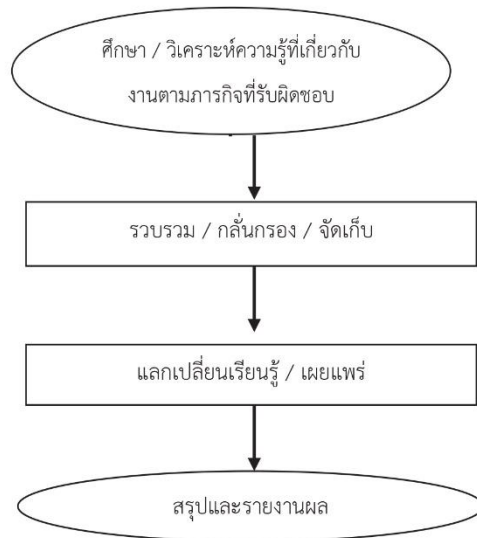 ศึกษา / วิเคราะห์ความรู้ที่เกี่ยวกับ
งานตามภารกิจที่รับผิดชอบ
รวบรวม / กลั่นกรอง / จัดเก็บ
แลกเปลี่ยนเรียนรู้ / เผยแพร่
สรุปและรายงานผล